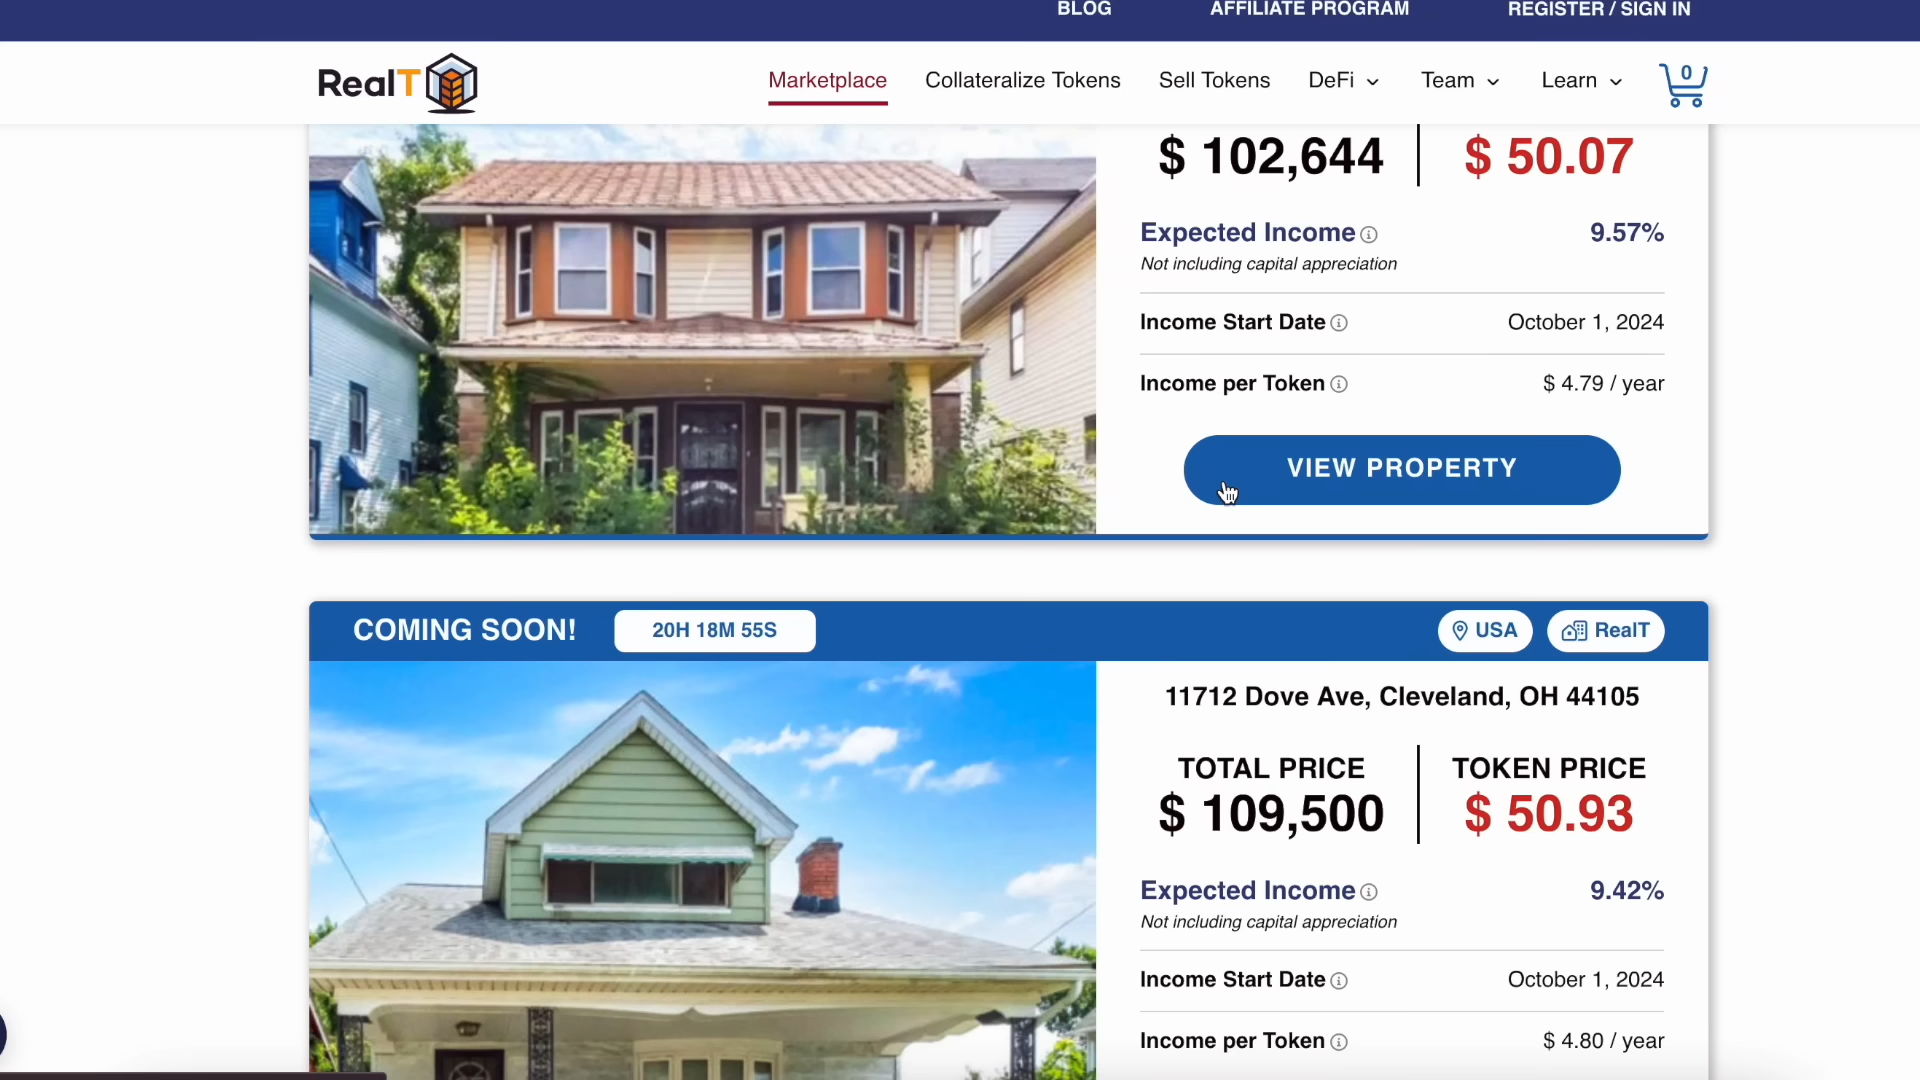 BLOG AFFILIATE PROGRAM REGISTER / SIGN IN
RealT Marketplace Collateralize Tokens Sell Tokens DeFi Team Learn 0
$ 102,644 $ 50.07
Expected Income 9.57%
Not including capital appreciation
Income Start Date October 1, 2024
Income per Token $ 4.79 / year
VIEW PROPERTY
COMING SOON! 20H 18M 55S USA RealT
11712 Dove Ave, Cleveland, OH 44105
TOTAL PRICE TOKEN PRICE
$ 109,500 $ 50.93
Expected Income 9.42%
Not including capital appreciation
Income Start Date October 1, 2024
Income per Token $ 4.80 / year